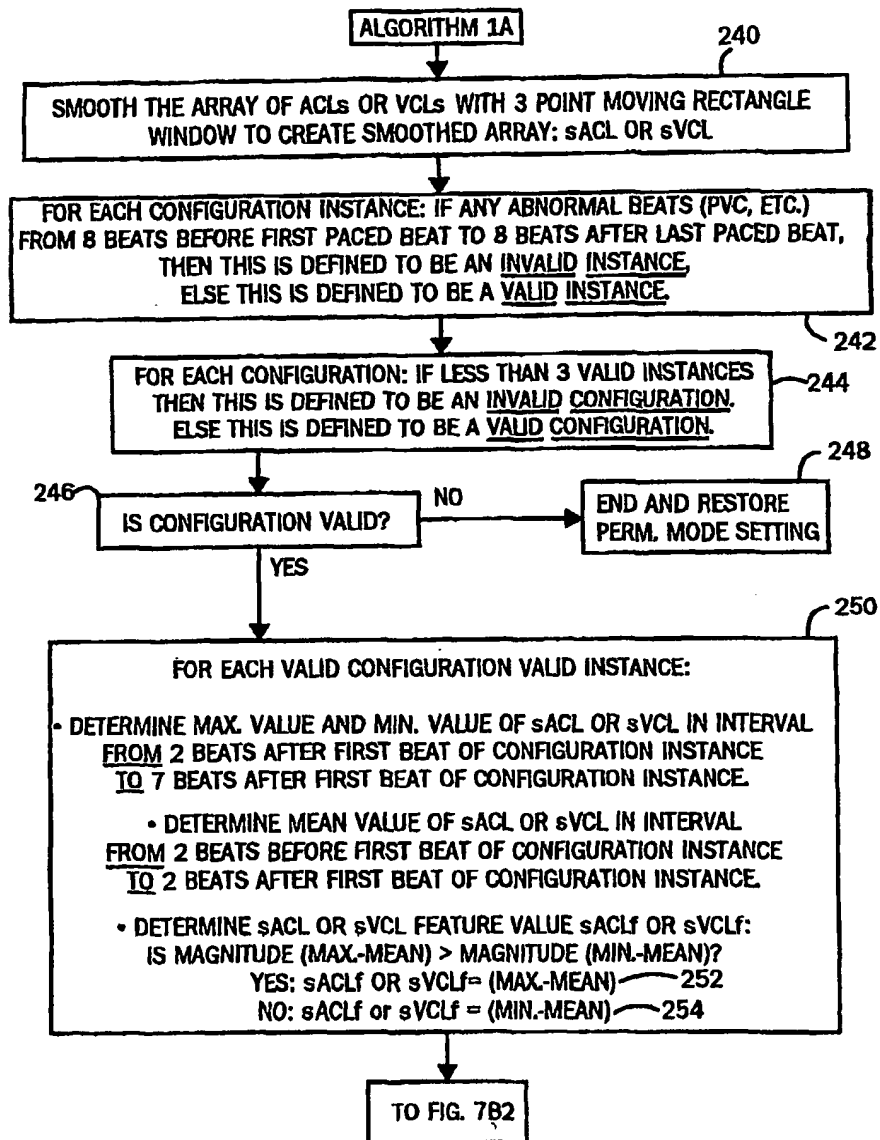 ALGORITHM 1A
240
SMOOTH THE ARRAY OF ACLs OR VCLs WITH 3 POINT MOVING RECTANGLE
WINDOW TO CREATE SMOOTHED ARRAY: sACL OR sVCL
FOR EACH CONFIGURATION INSTANCE: IF ANY ABNORMAL BEATS (PVC, ETC.)
FROM 8 BEATS BEFORE FIRST PACED BEAT TO 8 BEATS AFTER LAST PACED BEAT,
THEN THIS IS DEFINED TO BE AN INVALID INSTANCE,
ELSE THIS IS DEFINED TO BE A VALID INSTANCE.
242
FOR EACH CONFIGURATION: IF LESS THAN 3 VALID INSTANCES
THEN THIS IS DEFINED TO BE AN INVALID CONFIGURATION.
ELSE THIS IS DEFINED TO BE A VALID CONFIGURATION.
244
246
IS CONFIGURATION VALID?
NO
248
END AND RESTORE
PERM. MODE SETTING
YES
250
FOR EACH VALID CONFIGURATION VALID INSTANCE:
• DETERMINE MAX. VALUE AND MIN. VALUE OF sACL OR sVCL IN INTERVAL
FROM 2 BEATS AFTER FIRST BEAT OF CONFIGURATION INSTANCE
TO 7 BEATS AFTER FIRST BEAT OF CONFIGURATION INSTANCE.
• DETERMINE MEAN VALUE OF sACL OR sVCL IN INTERVAL
FROM 2 BEATS BEFORE FIRST BEAT OF CONFIGURATION INSTANCE
TO 2 BEATS AFTER FIRST BEAT OF CONFIGURATION INSTANCE.
• DETERMINE sACL OR sVCL FEATURE VALUE sACLf OR sVCLf:
IS MAGNITUDE (MAX.-MEAN) > MAGNITUDE (MIN.-MEAN)?
YES: sACLf OR sVCLf= (MAX.-MEAN) 252
NO: sACLf or sVCLf = (MIN.-MEAN) 254
TO FIG. 7B2